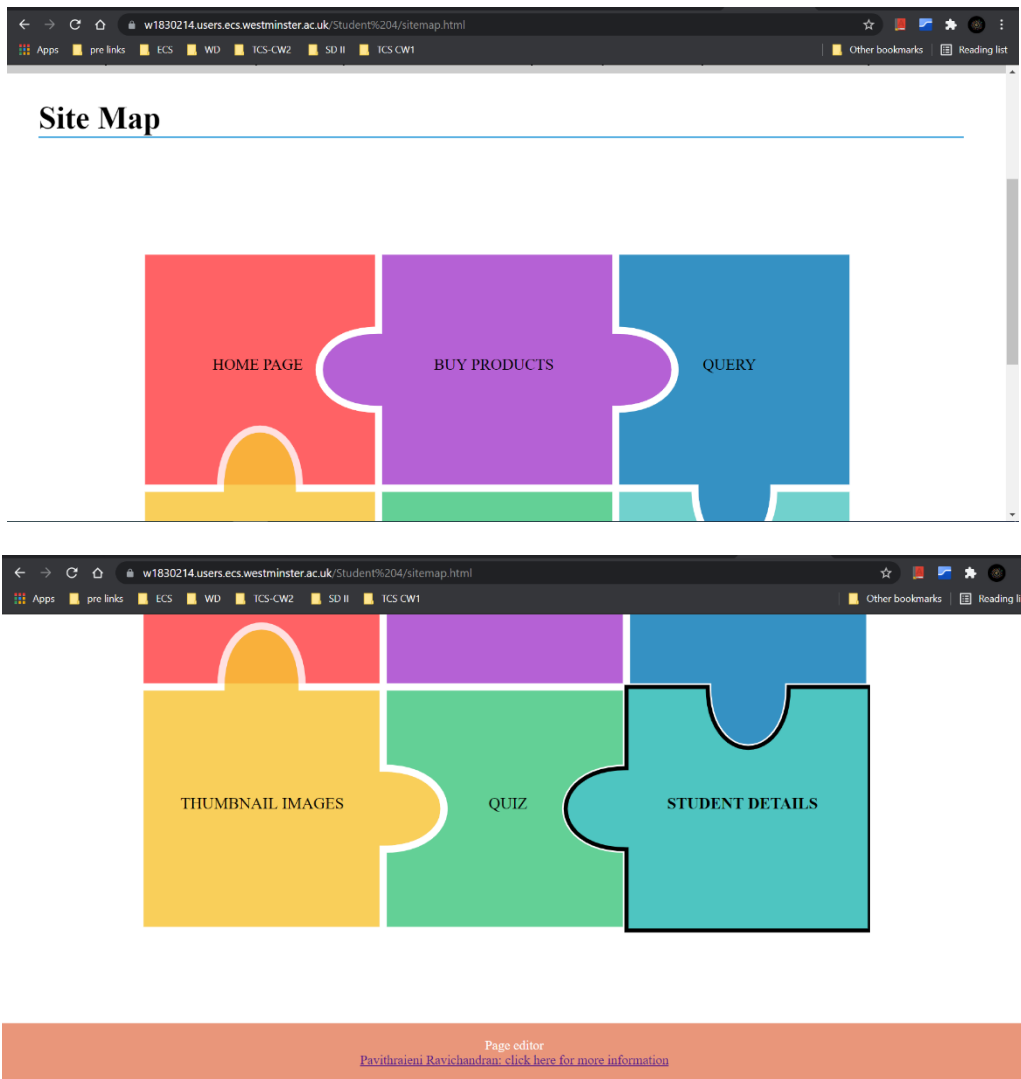 w1830214.users.ecs.westminster.ac.uk/Student%204/sitemap.html
Apps pre links ECS WD TCS-CW2 SD II TCS CW1 Other bookmarks Reading list
Site Map
HOME PAGE BUY PRODUCTS QUERY
w1830214.users.ecs.westminster.ac.uk/Student%204/sitemap.html
Apps pre links ECS WD TCS-CW2 SD II TCS CW1 Other bookmarks Reading li
THUMBNAIL IMAGES QUIZ STUDENT DETAILS
Page editor
Pavithraieni Ravichandran: click here for more information